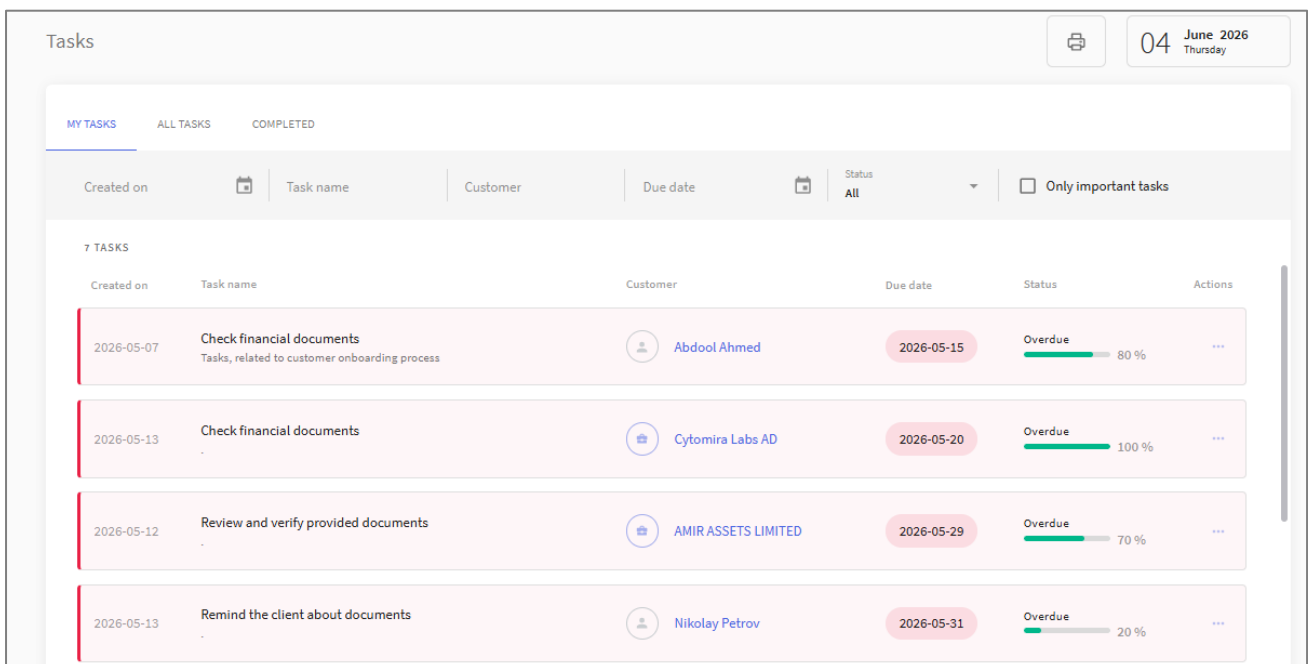 Tasks
04 June 2026
Thursday
MY TASKS ALL TASKS COMPLETED
Created on Task name Customer Due date Status
All Only important tasks
7 TASKS
Created on Task name Customer Due date Status Actions
2026-05-07 Check financial documents Abdool Ahmed 2026-05-15 Overdue 80 %
Tasks, related to customer onboarding process
2026-05-13 Check financial documents Cytomira Labs AD 2026-05-20 Overdue 100 %
.
2026-05-12 Review and verify provided documents AMIR ASSETS LIMITED 2026-05-29 Overdue 70 %
.
2026-05-13 Remind the client about documents Nikolay Petrov 2026-05-31 Overdue 20 %
.